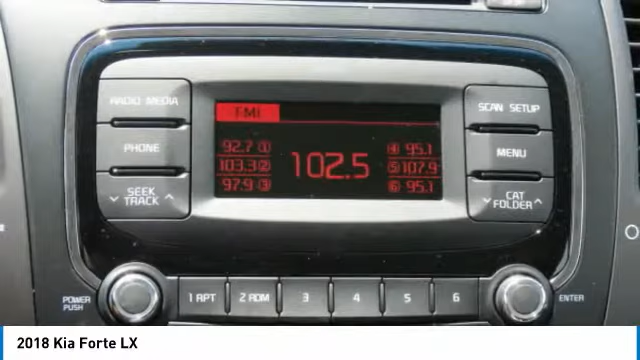 RADIO MEDIA
SCAN SETUP
FM1
92.7 1
4 95.1
PHONE
103.3 2
102.5
5 107.9
MENU
97.9 3
6 95.1
SEEK
TRACK
CAT
FOLDER
POWER
PUSH
1 RPT
2 RDM
3
4
5
6
ENTER
2018 Kia Forte LX